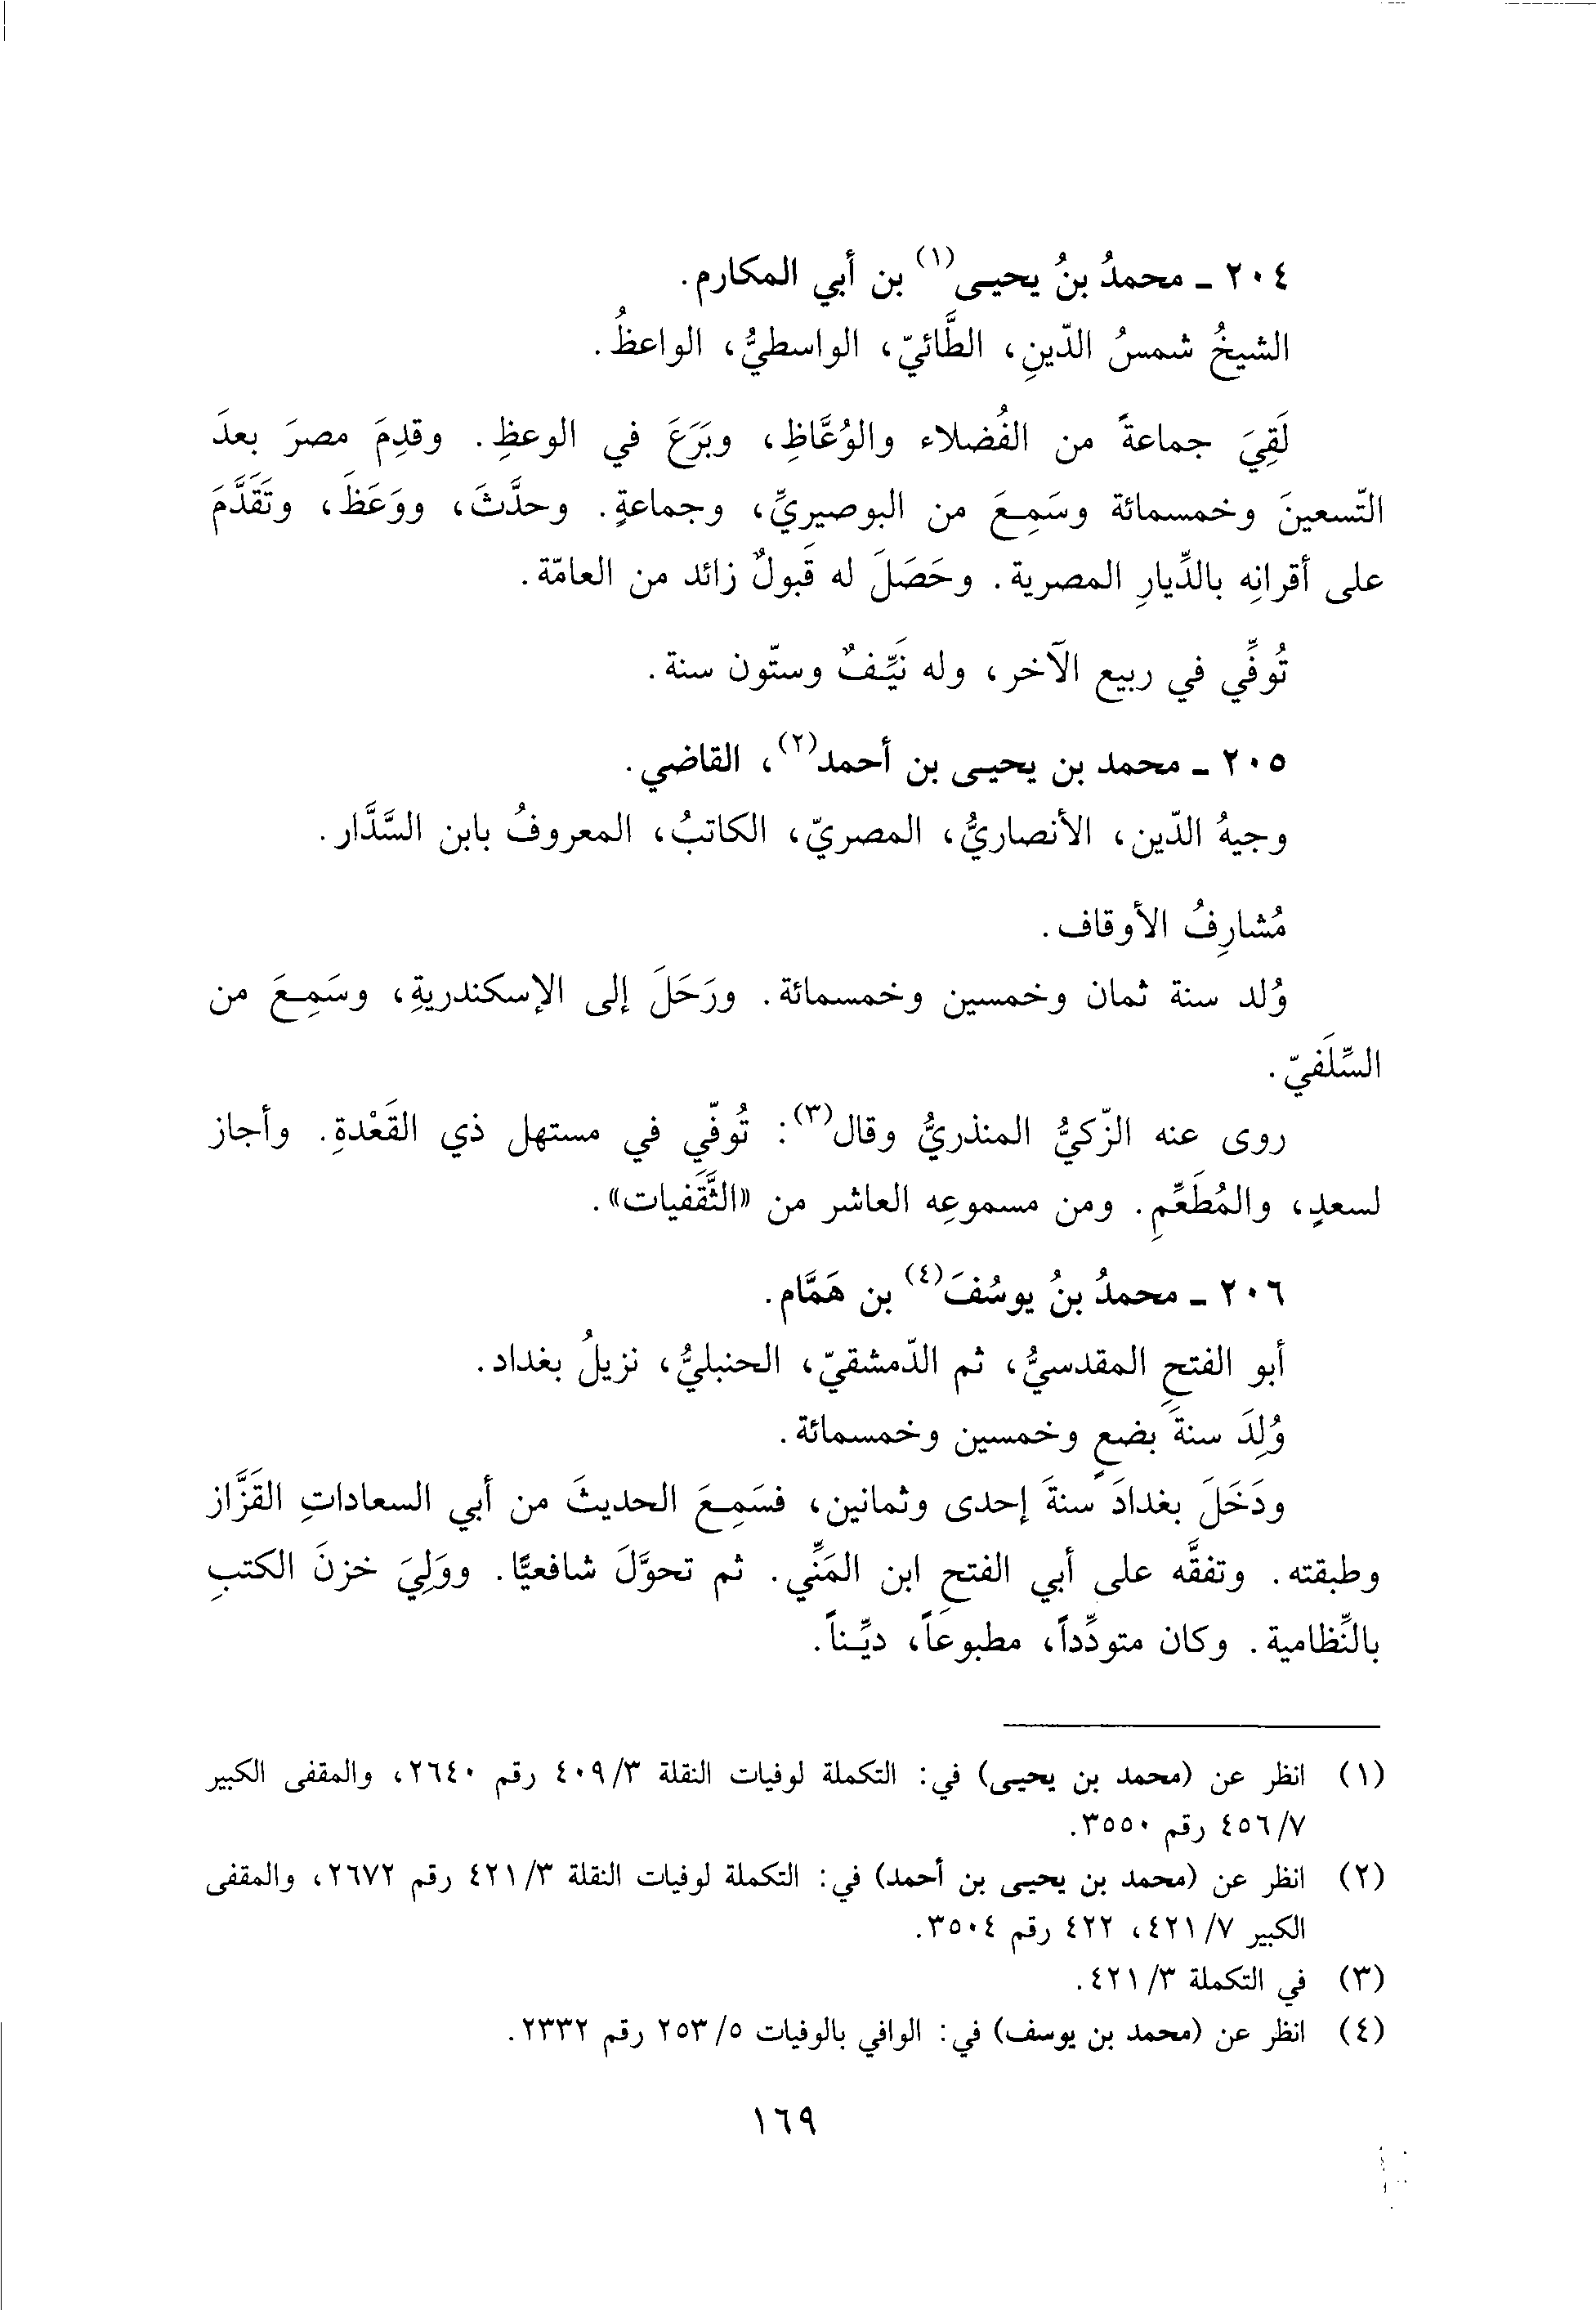 ٢٠٤ ـ محمدُ بنُ يحيـى(١) بن أبي المكارم.
الشيخُ شمسُ الدّينِ، الطَّائيّ، الواسطيُّ، الواعظُ.
لَقِيَ جماعةً من الفُضلاء والوُعَّاظِ، وبَرَعَ في الوعظِ. وقدِمَ مصرَ بعدَ
التّسعينَ وخمسمائة وسَمِـعَ من البوصيريِّ، وجماعةٍ. وحدَّثَ، ووَعَظَ، وتَقَدَّمَ
على أقرانِه بالدِّيارِ المصرية. وحَصَلَ له قَبولٌ زائد من العامّة.
تُوفِّي في ربيع الآخر، وله نَيِّـفٌ وستّون سنة.
٢٠٥ ـ محمد بن يحيـى بن أحمد(٢)، القاضي.
وجيهُ الدّين، الأنصاريُّ، المصريّ، الكاتبُ، المعروفُ بابن السَّدَّار.
مُشارِفُ الأوقاف.
وُلد سنة ثمان وخمسين وخمسمائة. ورَحَلَ إلى الإسكندريةِ، وسَمِـعَ من
السِّلَفيّ.
روى عنه الزّكيُّ المنذريُّ وقال(٣): تُوفّي في مستهل ذي القَعْدةِ. وأجاز
لسعدٍ، والمُطَعِّمِ. ومن مسموعِه العاشر من «الثَّقَفيات».
٢٠٦ ـ محمدُ بنُ يوسُفَ(٤) بن هَمَّام.
أبو الفتحِ المقدسيُّ، ثم الدّمشقيّ، الحنبليُّ، نزيلُ بغداد.
وُلِدَ سنةَ بضعٍ وخمسين وخمسمائة.
ودَخَلَ بغدادَ سنةَ إحدى وثمانين، فسَمِـعَ الحديثَ من أبي السعاداتِ القَزَّاز
وطبقته. وتفقَّه على أبي الفتحِ ابن المَنِّي. ثم تحوَّلَ شافعيًّا. ووَلِيَ خزنَ الكتبِ
بالنِّظامية. وكان متودِّداً، مطبوعاً، ديِّـناً.
(١) انظر عن (محمد بن يحيـى) في: التكملة لوفيات النقلة ٤٠٩/٣ رقم ٢٦٤٠، والمقفى الكبير
٤٥٦/٧ رقم ٣٥٥٠.
(٢) انظر عن (محمد بن يحيـى بن أحمد) في: التكملة لوفيات النقلة ٤٢١/٣ رقم ٢٦٧٢، والمقفى
الكبير ٤٢١/٧، ٤٢٢ رقم ٣٥٠٤.
(٣) في التكملة ٤٢١/٣.
(٤) انظر عن (محمد بن يوسف) في: الوافي بالوفيات ٢٥٣/٥ رقم ٢٣٣٢.
١٦٩